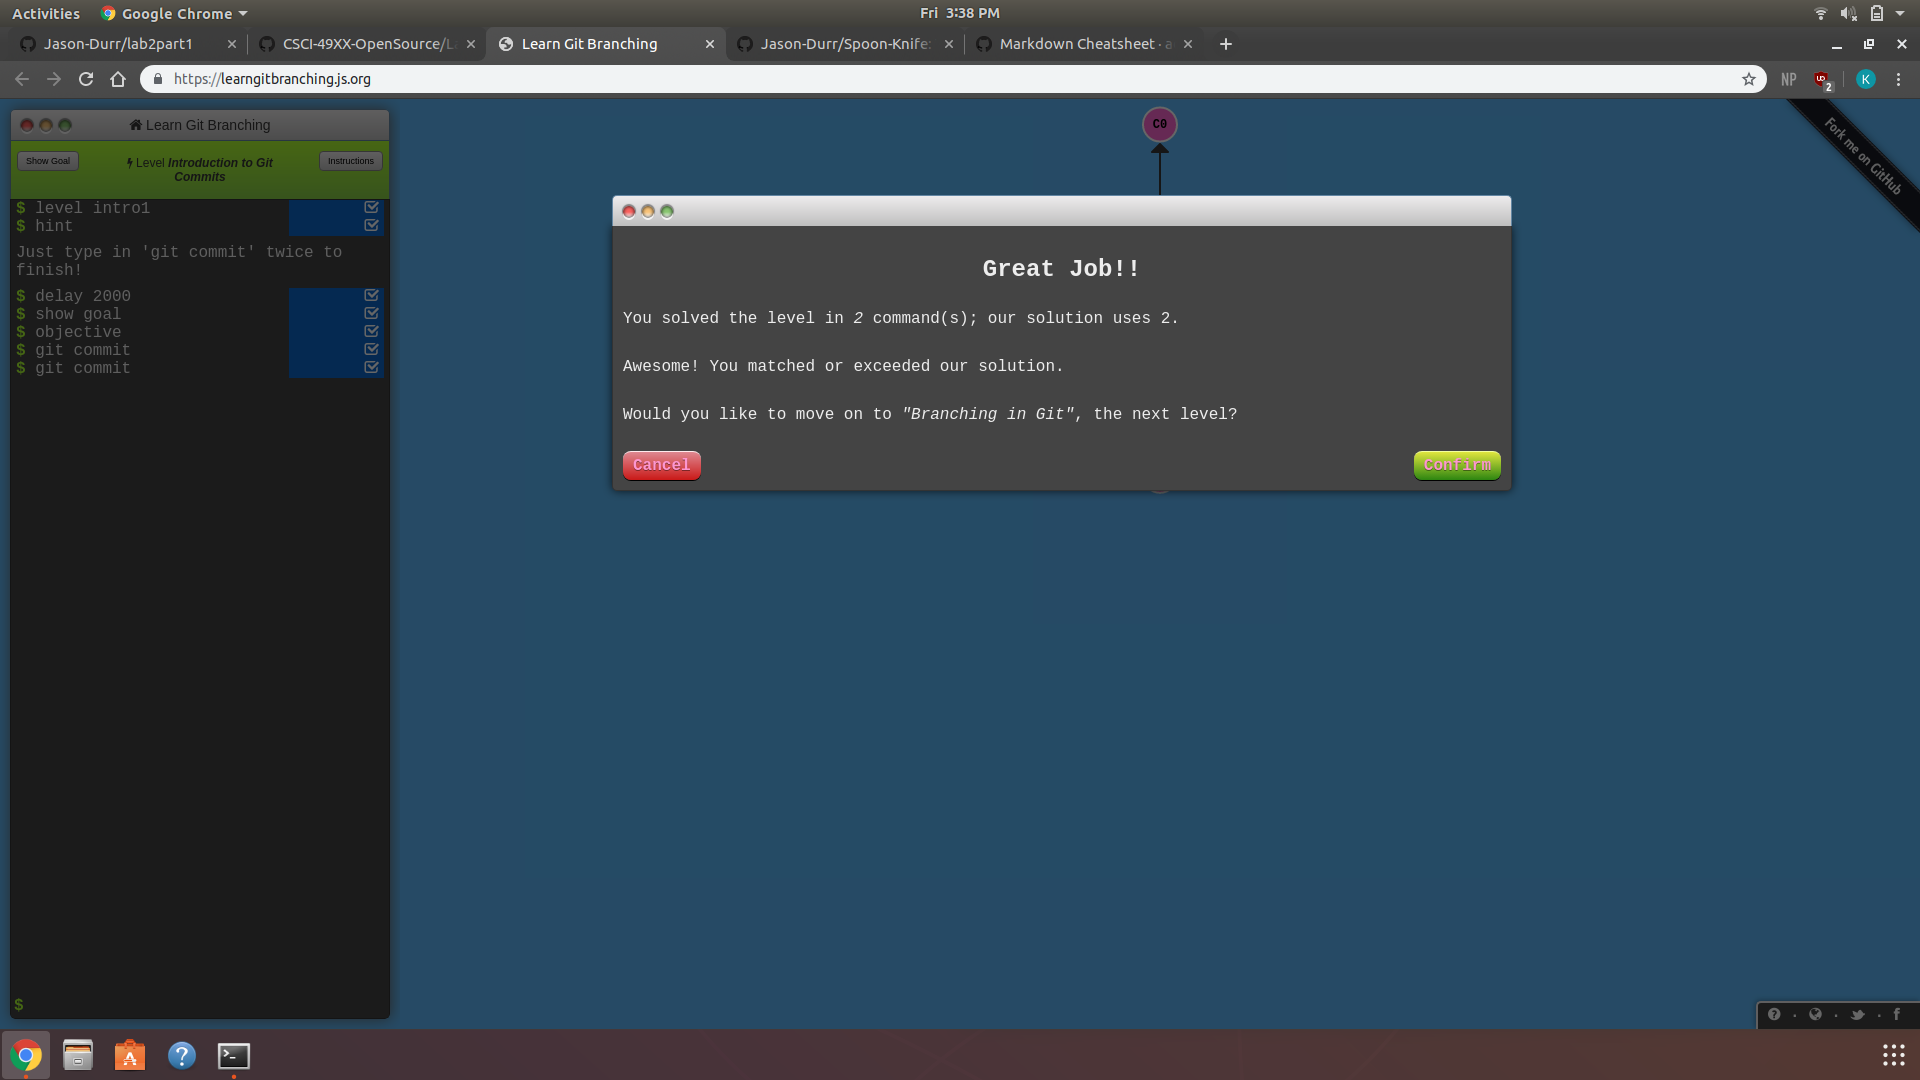 Activities
Google Chrome
Fri 3:38 PM
Jason-Durr/lab2part1
CSCI-49XX-OpenSource/L
Learn Git Branching
Jason-Durr/Spoon-Knife:
Markdown Cheatsheet · a
https://learngitbranching.js.org
NP
2
K
Learn Git Branching
Show Goal
Level Introduction to Git
Commits
Instructions
$ level intro1
$ hint
Just type in 'git commit' twice to
finish!
$ delay 2000
$ show goal
$ objective
$ git commit
$ git commit
$
C0
Fork me on GitHub
Great Job!!
You solved the level in 2 command(s); our solution uses 2.
Awesome! You matched or exceeded our solution.
Would you like to move on to "Branching in Git", the next level?
Cancel
Confirm